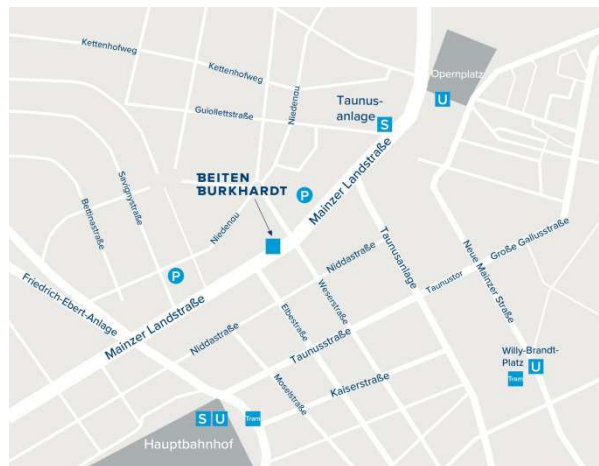 Kettenhofweg
Kettenhofweg
Niedenau
Opernplatz
U
Guiollettstraße
Taunus-
anlage
S
Savignystraße
Bettinastraße
BEITEN
BURKHARDT
P
Mainzer Landstraße
Niedenau
P
Niddastraße
Taunusanlage
Große Gallusstraße
Taunustor
Neue Mainzer Straße
Friedrich-Ebert-Anlage
Mainzer Landstraße
Weserstraße
Elbestraße
Niddastraße
Taunusstraße
Willy-Brandt-
Platz
U
Tram
Kaiserstraße
Moselstraße
S U
Tram
Hauptbahnhof